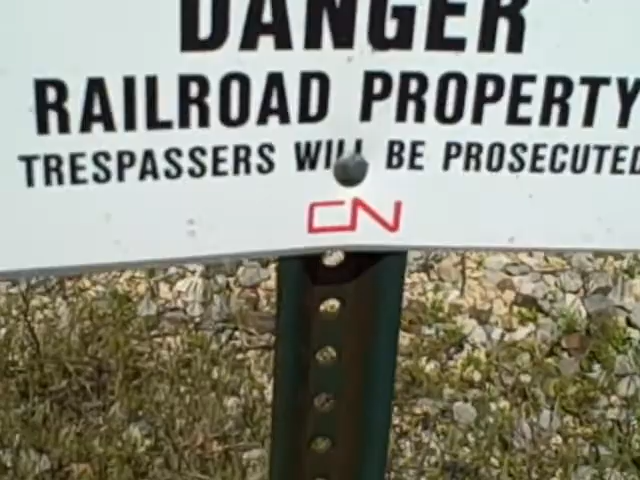 DANGER
RAILROAD PROPERTY
TRESPASSERS WILL BE PROSECUTED
CN